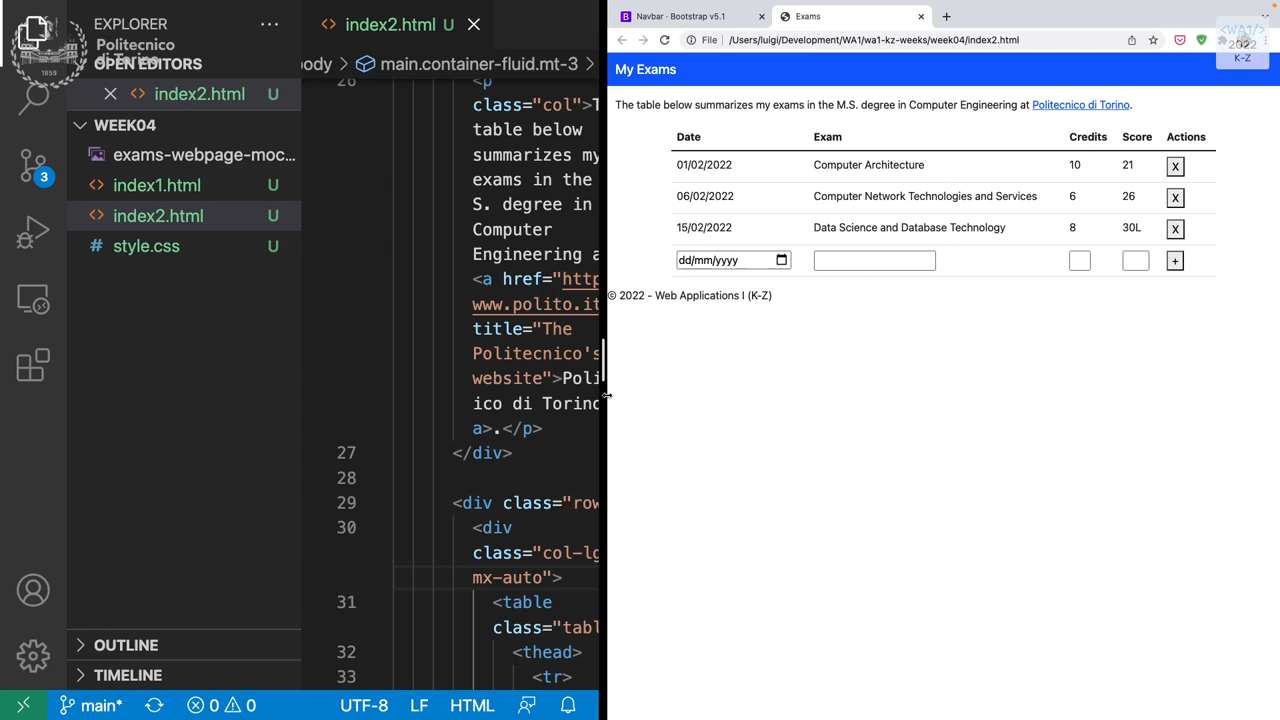 EXPLORER
Politecnico
di Torino
1859
OPEN EDITORS
index2.html U
WEEK04
exams-webpage-moc...
index1.html U
index2.html U
style.css U
3
OUTLINE
TIMELINE
main*
0 0
index2.html U
body
main.container-fluid.mt-3
26
<p
class="col">T
table below
summarizes my
exams in the
S. degree in
Computer
Engineering a
<a href="http
www.polito.it
title="The
Politecnico's
website">Poli
ico di Torino
a>.</p>
27 </div>
28
29 <div class="row
30 <div
class="col-lg
mx-auto">
31 <table
class="tabl
32 <thead>
33 <tr>
UTF-8 LF HTML
Navbar · Bootstrap v5.1
Exams
File /Users/luigi/Development/WA1/wa1-kz-weeks/week04/index2.html
<WA1/>
2022
K-Z
My Exams
The table below summarizes my exams in the M.S. degree in Computer Engineering at Politecnico di Torino.
Date Exam Credits Score Actions
01/02/2022 Computer Architecture 10 21 X
06/02/2022 Computer Network Technologies and Services 6 26 X
15/02/2022 Data Science and Database Technology 8 30L X
dd/mm/yyyy +
© 2022 - Web Applications I (K-Z)